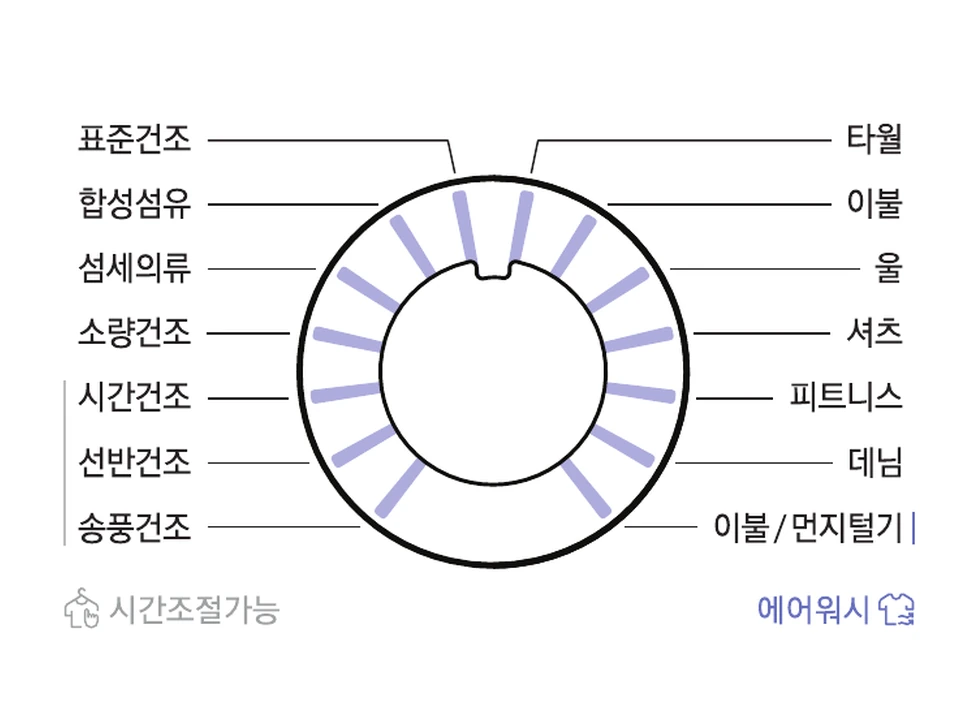 표준건조
합성섬유
섬세의류
소량건조
시간건조
선반건조
송풍건조
시간조절가능
타월
이불
울
셔츠
피트니스
데님
이불/먼지털기
에어워시